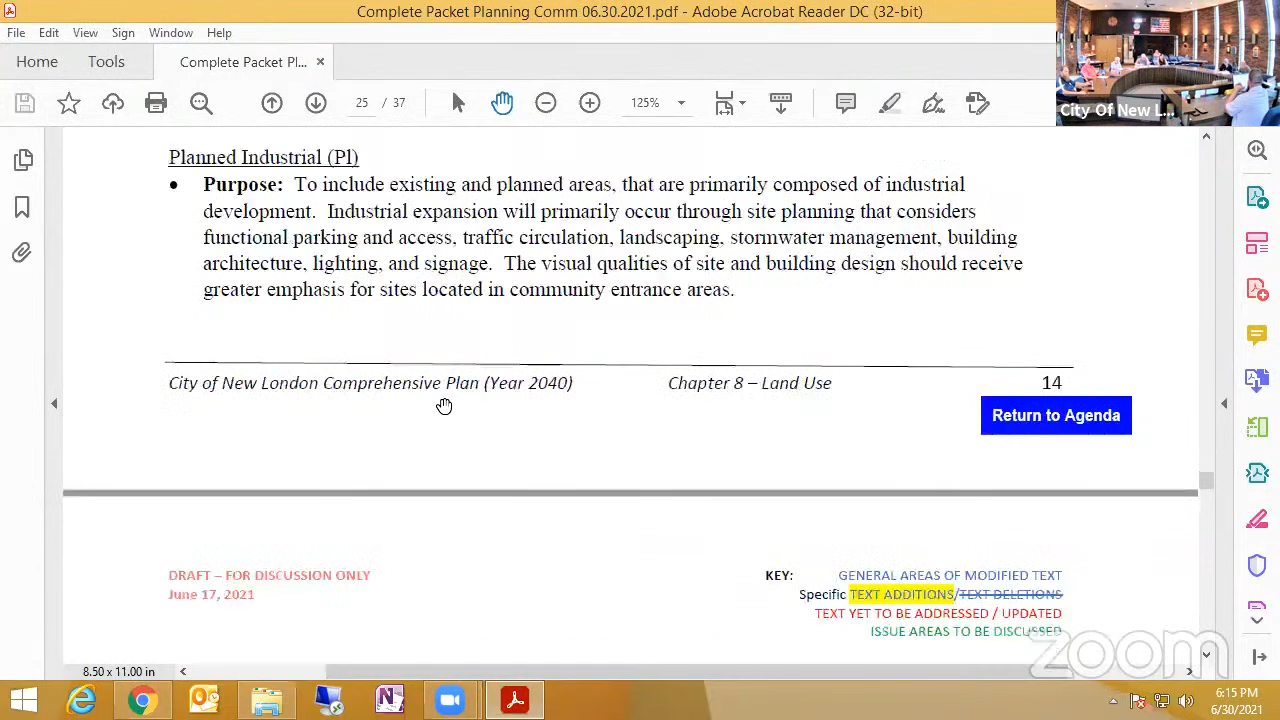 Complete Packet Planning Comm 06.30.2021.pdf - Adobe Acrobat Reader DC (32-bit)
File Edit View Sign Window Help
Home Tools Complete Packet Pl... ×
23 / 37 125%
City Of New L...
Planned Industrial (Pl)
• Purpose: To include existing and planned areas, that are primarily composed of industrial
development. Industrial expansion will primarily occur through site planning that considers
functional parking and access, traffic circulation, landscaping, stormwater management, building
architecture, lighting, and signage. The visual qualities of site and building design should receive
greater emphasis for sites located in community entrance areas.
City of New London Comprehensive Plan (Year 2040) Chapter 8 – Land Use 14
Return to Agenda
DRAFT – FOR DISCUSSION ONLY
June 17, 2021
KEY: GENERAL AREAS OF MODIFIED TEXT
Specific TEXT ADDITIONS/TEXT DELETIONS
TEXT YET TO BE ADDRESSED / UPDATED
ISSUE AREAS TO BE DISCUSSED
zoom
8.50 x 11.00 in
6:15 PM
6/30/2021